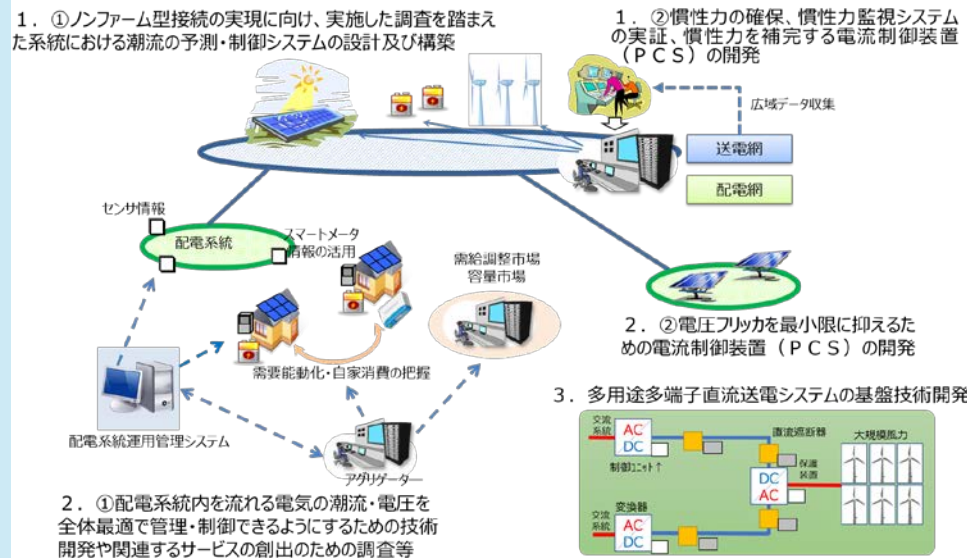 1．①ノンファーム型接続の実現に向け、実施した調査を踏まえ
た系統における潮流の予測・制御システムの設計及び構築
1．②慣性力の確保、慣性力監視システム
の実証、慣性力を補完する電流制御装置
（ＰＣＳ）の開発
広域データ収集
送電網
配電網
センサ情報
配電系統
スマートメータ
情報の活用
需給調整市場
容量市場
2．②電圧フリッカを最小限に抑えるた
めの電流制御装置（ＰＣＳ）の開発
需要能動化・自家消費の把握
配電系統運用管理システム
アグリゲーター
2．①配電系統内を流れる電気の潮流・電圧を
全体最適で管理・制御できるようにするための技術
開発や関連するサービスの創出のための調査等
3．多用途多端子直流送電システムの基盤技術開発
交流
系統
AC
DC
制御ユニット↑
直流遮断器
大規模風力
保護
装置
DC
AC
変換器
交流
系統
AC
DC